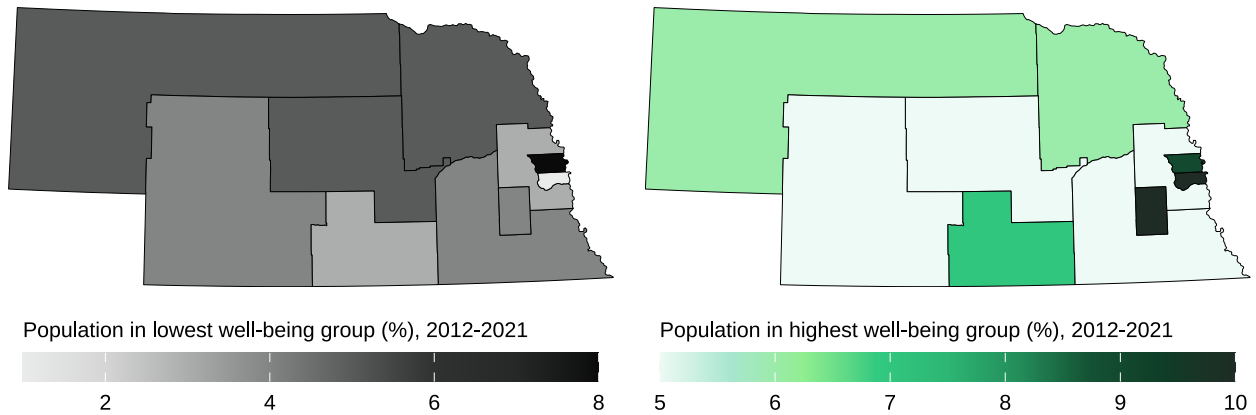 Population in lowest well-being group (%), 2012-2021
2 4 6 8
Population in highest well-being group (%), 2012-2021
5 6 7 8 9 10